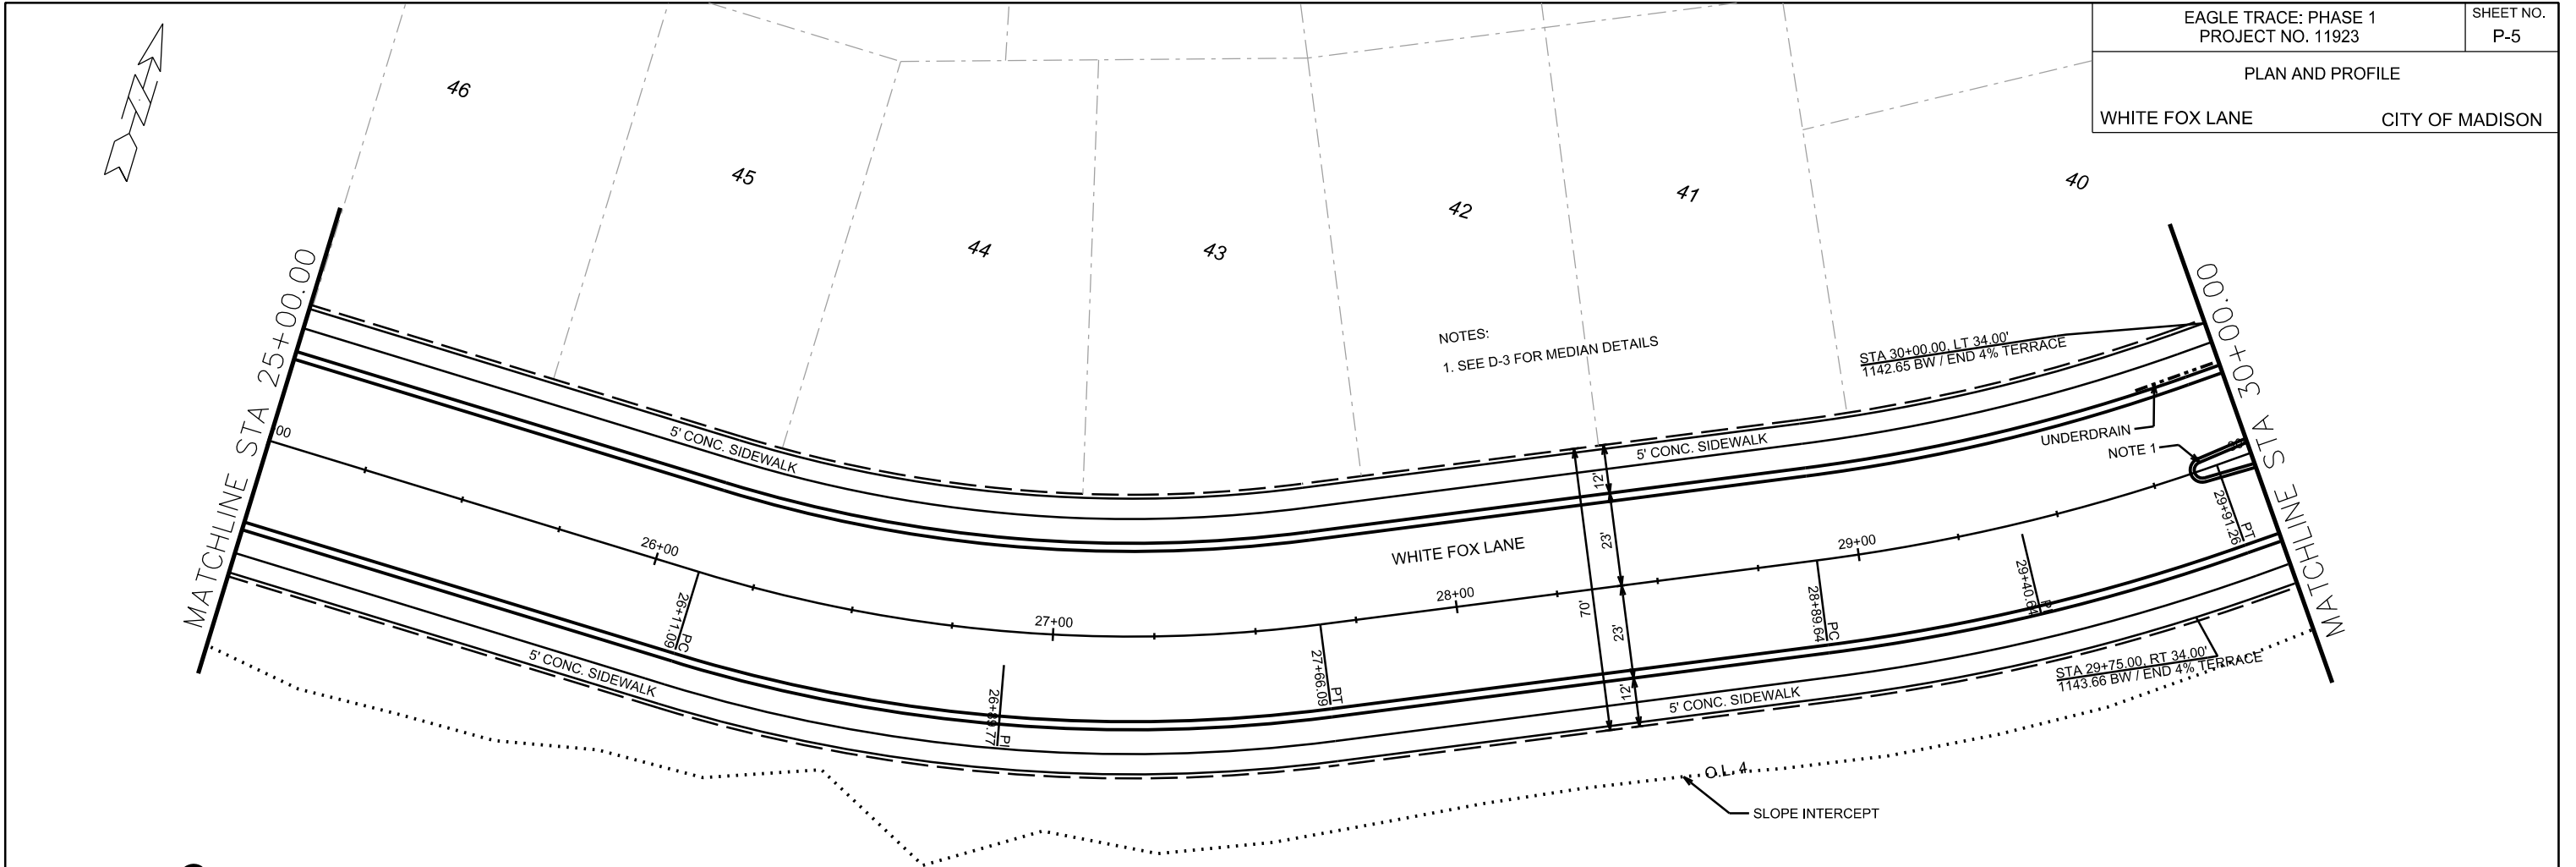 EAGLE TRACE: PHASE 1
PROJECT NO. 11923
SHEET NO.
P-5
PLAN AND PROFILE
WHITE FOX LANE
CITY OF MADISON
46
45
44
43
42
41
40
MATCHLINE STA 25+00.00
MATCHLINE STA 30+00.00
NOTES:
1. SEE D-3 FOR MEDIAN DETAILS
STA 30+00.00, LT 34.00'
1142.65 BW / END 4% TERRACE
UNDERDRAIN
NOTE 1
5' CONC. SIDEWALK
5' CONC. SIDEWALK
00
26+00
27+00
28+00
29+00
WHITE FOX LANE
12'
23'
70'
23'
12'
PC
26+11.09
PI
26+89.77
PT
27+66.09
PC
28+89.64
29+40.64
PT
29+91.26
5' CONC. SIDEWALK
5' CONC. SIDEWALK
STA 29+75.00, RT 34.00'
1143.66 BW / END 4% TERRACE
O.L. 4
SLOPE INTERCEPT